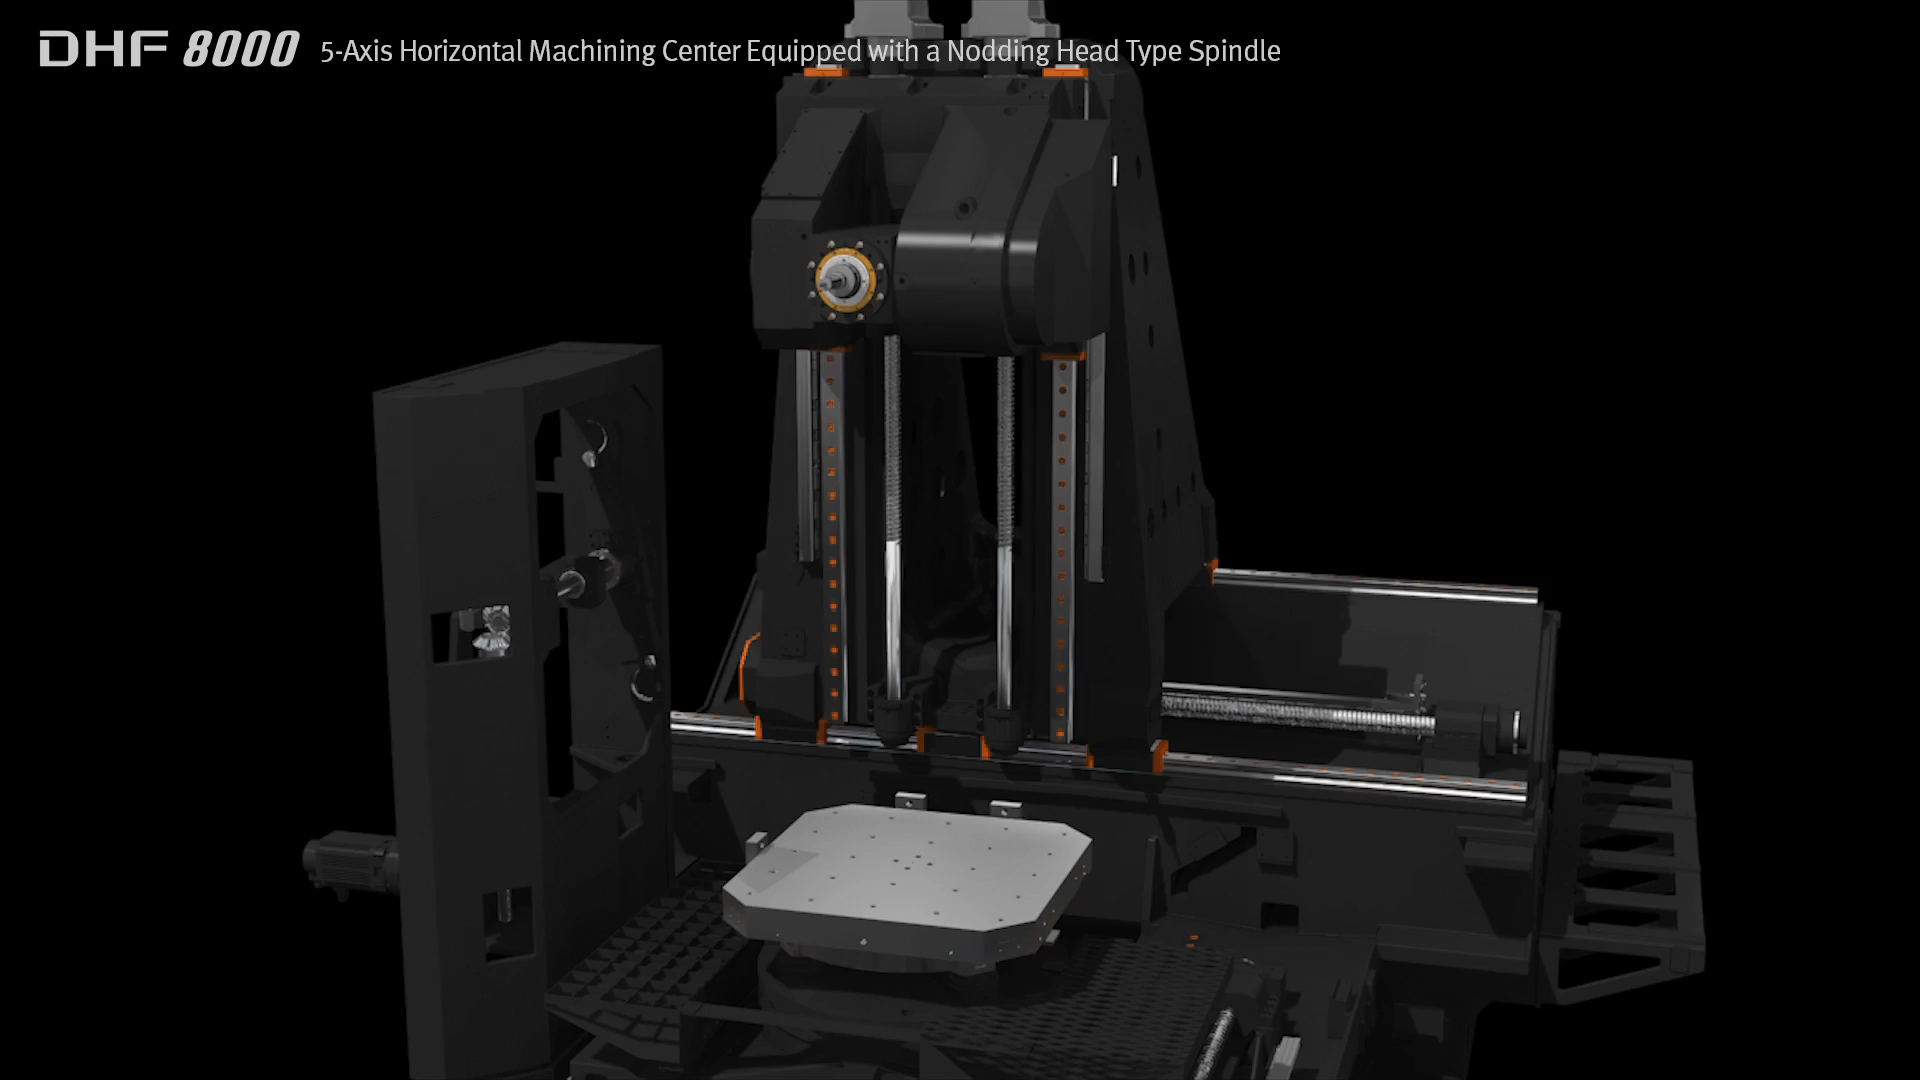 DHF 8000 5-Axis Horizontal Machining Center Equipped with a Nodding Head Type Spindle